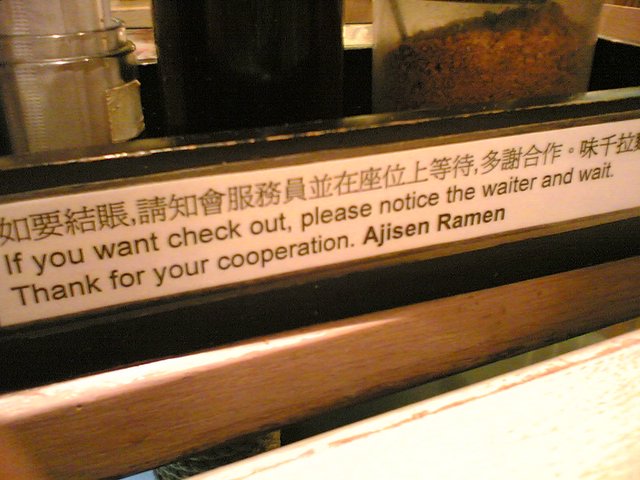 如要結賬,請知會服務員並在座位上等待,多謝合作。味千拉
If you want check out, please notice the waiter and wait.
Thank for your cooperation. Ajisen Ramen